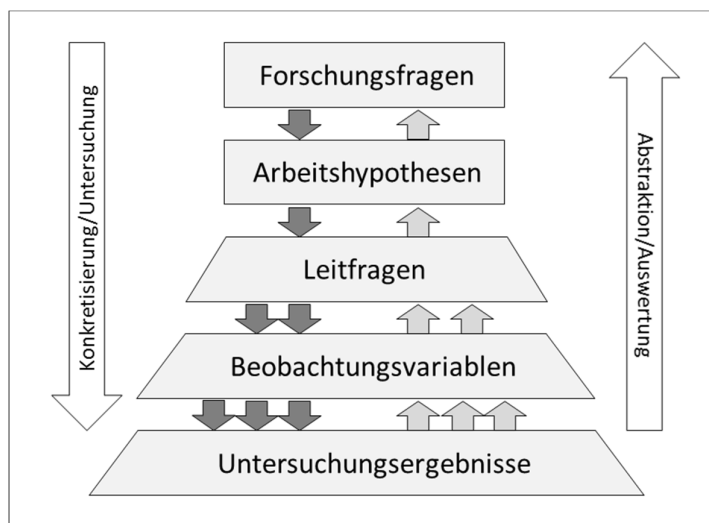 Forschungsfragen
Arbeitshypothesen
Leitfragen
Beobachtungsvariablen
Untersuchungsergebnisse
Konkretisierung/Untersuchung
Abstraktion/Auswertung